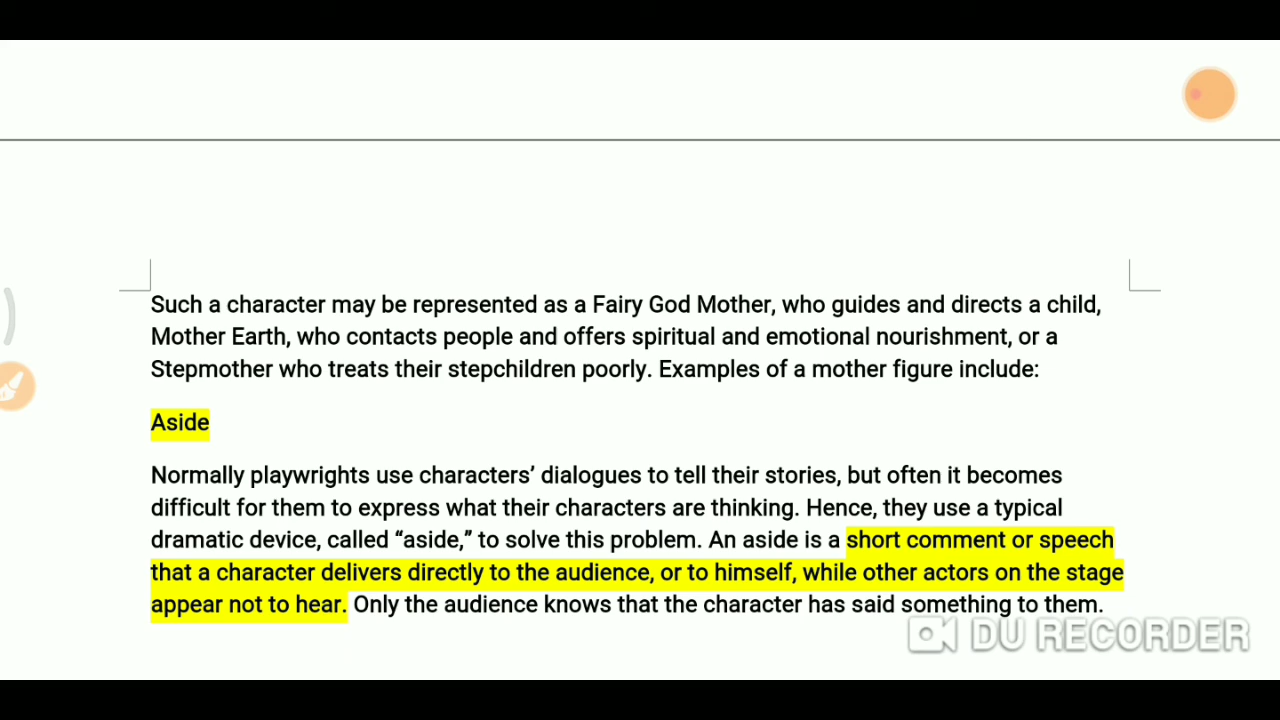 Such a character may be represented as a Fairy God Mother, who guides and directs a child,
Mother Earth, who contacts people and offers spiritual and emotional nourishment, or a
Stepmother who treats their stepchildren poorly. Examples of a mother figure include:
Aside
Normally playwrights use characters’ dialogues to tell their stories, but often it becomes
difficult for them to express what their characters are thinking. Hence, they use a typical
dramatic device, called “aside,” to solve this problem. An aside is a short comment or speech
that a character delivers directly to the audience, or to himself, while other actors on the stage
appear not to hear. Only the audience knows that the character has said something to them.
DU RECORDER